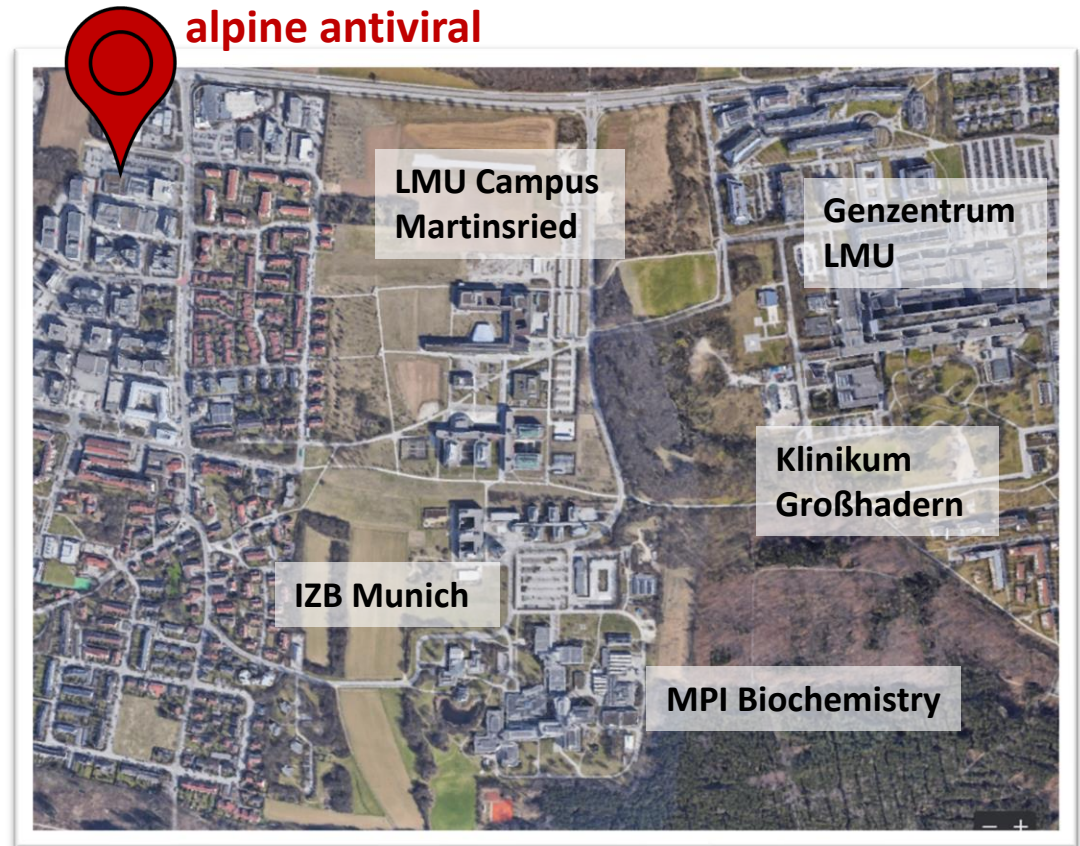 alpine antiviral
LMU Campus
Martinsried
Genzentrum
LMU
Klinikum
Großhadern
IZB Munich
MPI Biochemistry
− +